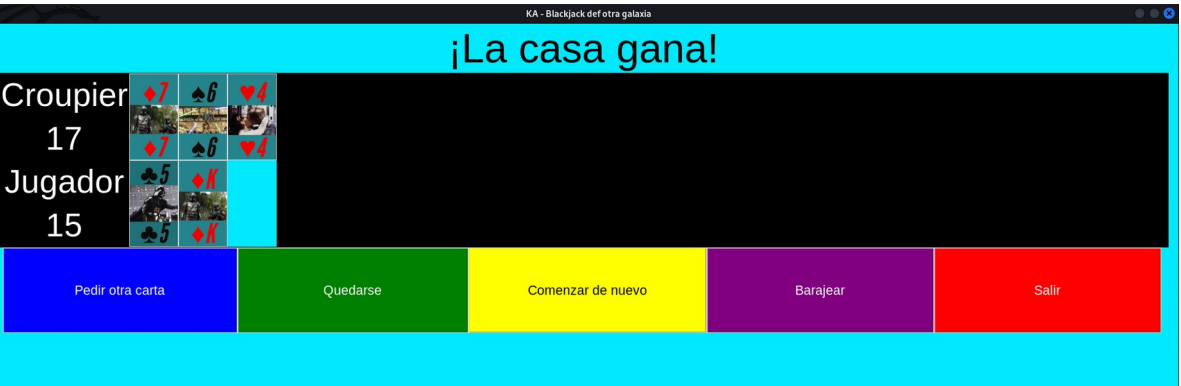 KA - Blackjack def otra galaxia
¡La casa gana!
Croupier
17
♦7 ♠6 ♥4
♦7 ♠6 ♥4
Jugador
15
♣5 ♦K
♣5 ♦K
Pedir otra carta
Quedarse
Comenzar de nuevo
Barajear
Salir